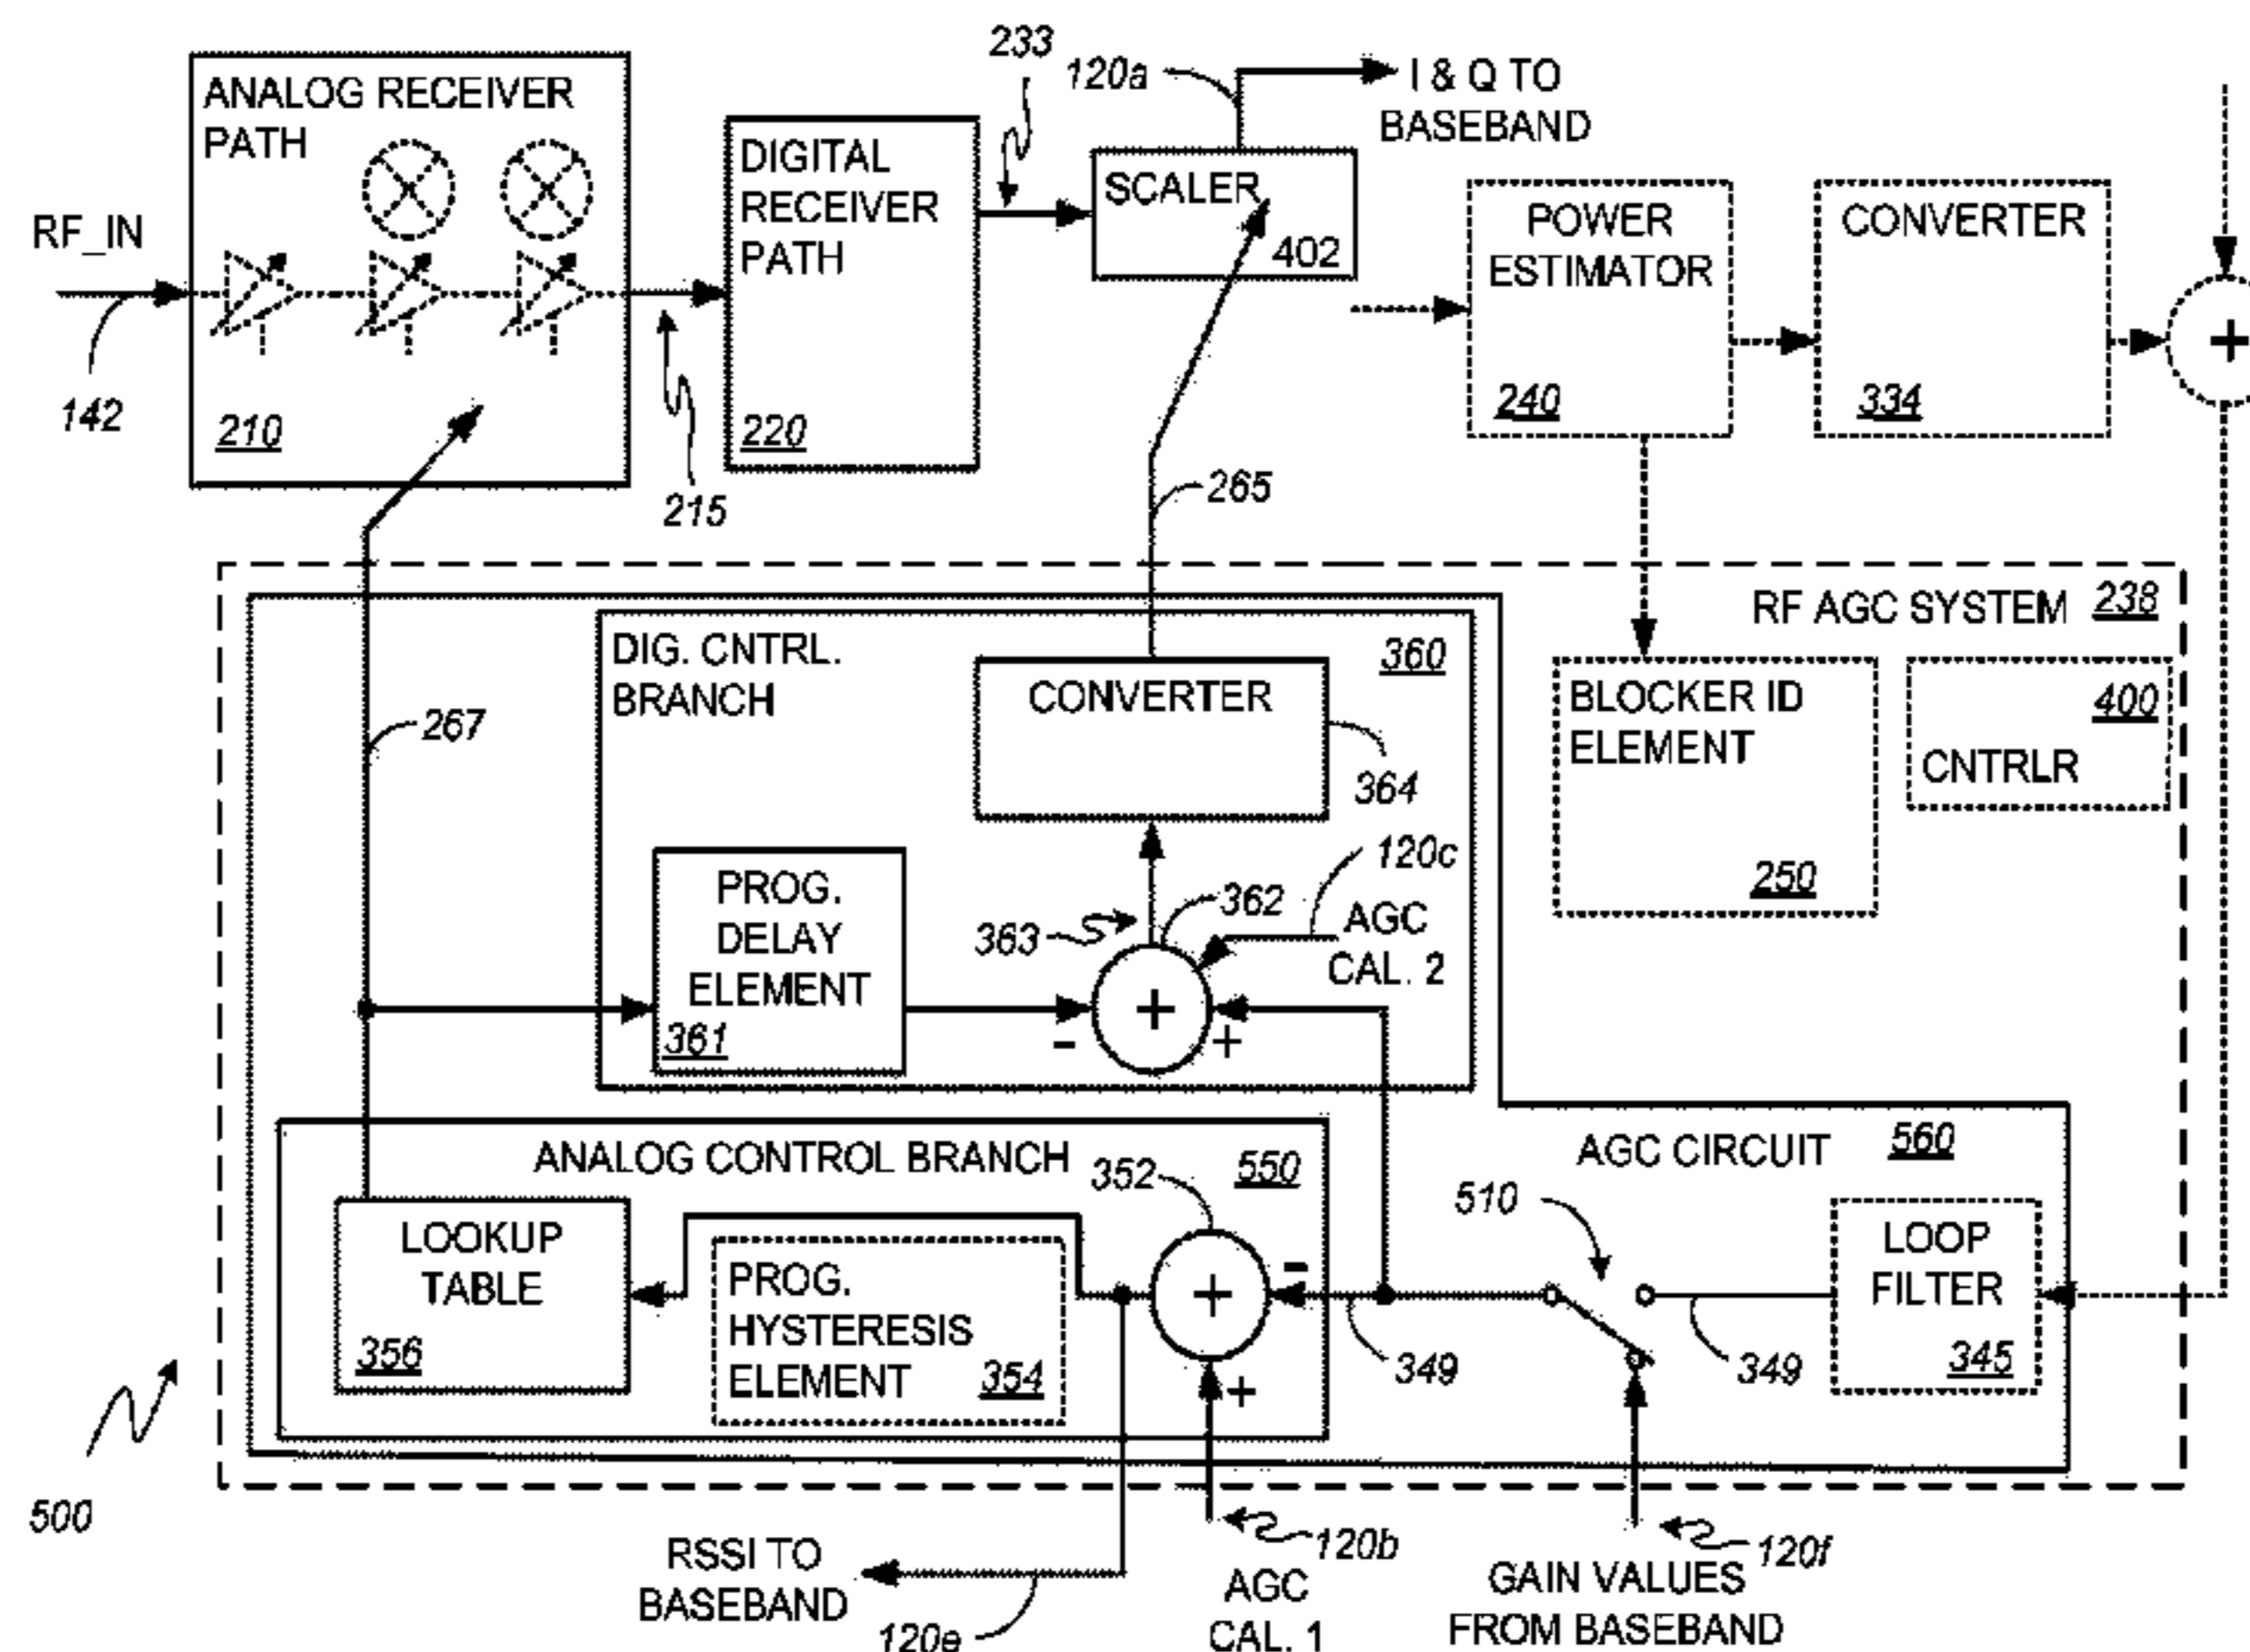 233
120a
I & Q TO
BASEBAND
ANALOG RECEIVER
PATH
DIGITAL
RECEIVER
PATH
SCALER
402
POWER
ESTIMATOR
CONVERTER
RF_IN
+
142
210
215
220
265
240
334
RF AGC SYSTEM 238
DIG. CNTRL.
BRANCH
360
CONVERTER
364
BLOCKER ID
ELEMENT
250
400
CNTRLR
267
PROG.
DELAY
ELEMENT
361
363
362
120c
AGC
CAL. 2
+
-
+
ANALOG CONTROL BRANCH
550
352
AGC CIRCUIT 560
510
LOOKUP
TABLE
356
PROG.
HYSTERESIS
ELEMENT
354
+
-
+
349
349
LOOP
FILTER
345
500
RSSI TO
BASEBAND
120e
120b
AGC
CAL. 1
120f
GAIN VALUES
FROM BASEBAND